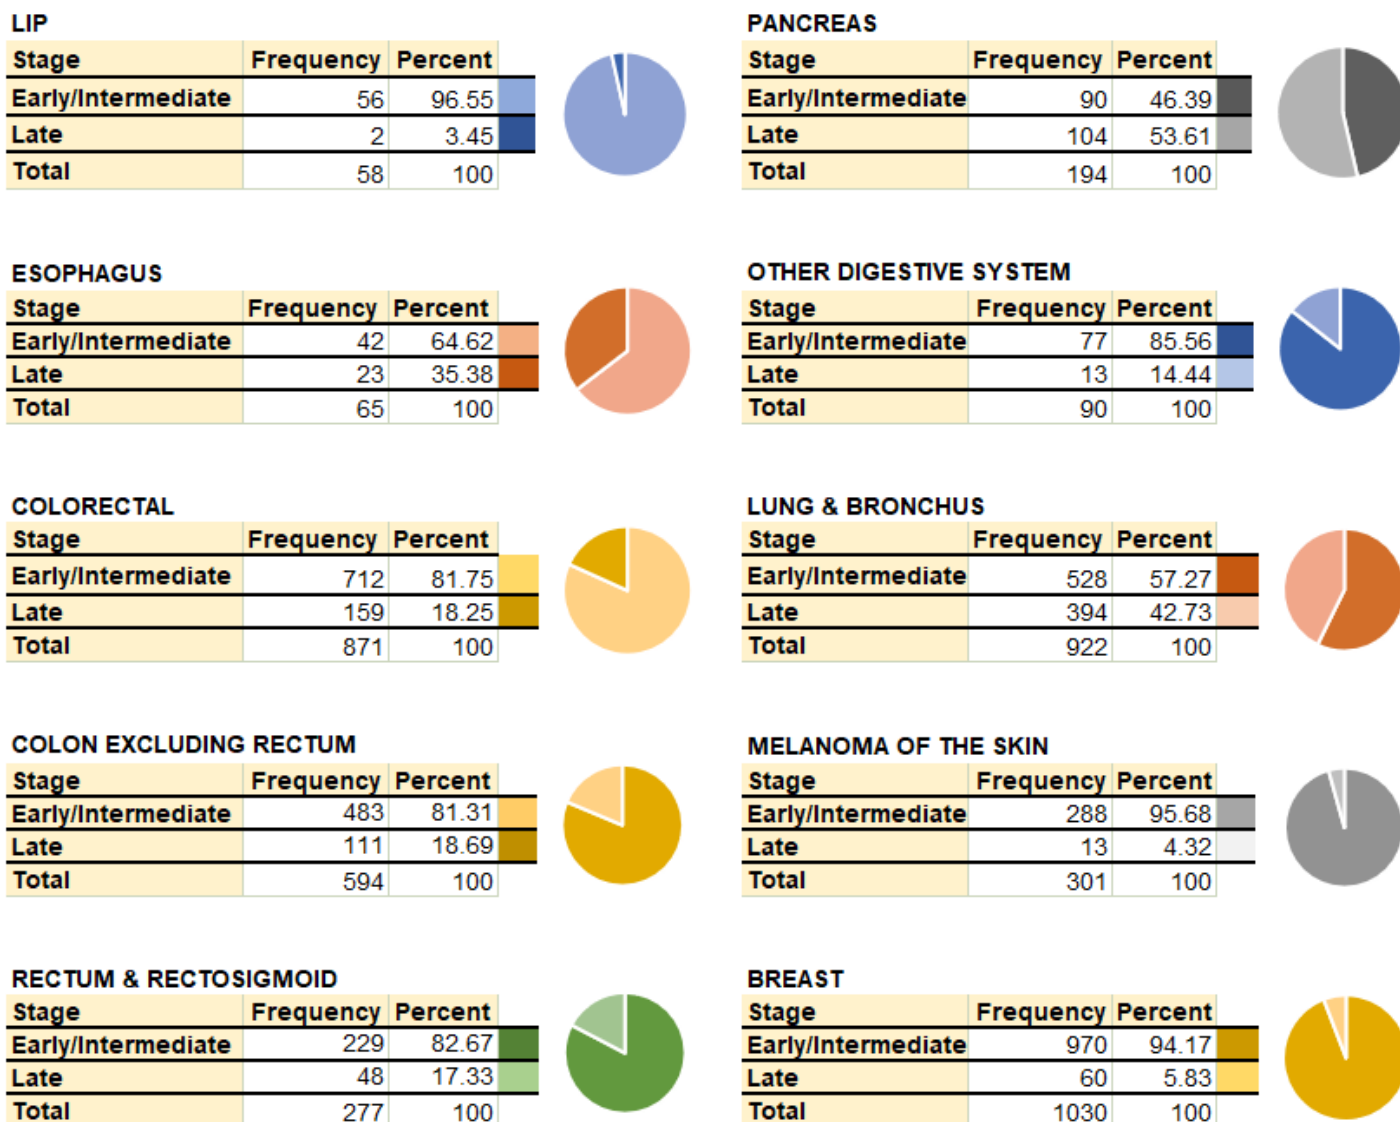 LIP
Stage Frequency Percent
Early/Intermediate 56 96.55
Late 2 3.45
Total 58 100
PANCREAS
Stage Frequency Percent
Early/Intermediate 90 46.39
Late 104 53.61
Total 194 100
ESOPHAGUS
Stage Frequency Percent
Early/Intermediate 42 64.62
Late 23 35.38
Total 65 100
OTHER DIGESTIVE SYSTEM
Stage Frequency Percent
Early/Intermediate 77 85.56
Late 13 14.44
Total 90 100
COLORECTAL
Stage Frequency Percent
Early/Intermediate 712 81.75
Late 159 18.25
Total 871 100
LUNG & BRONCHUS
Stage Frequency Percent
Early/Intermediate 528 57.27
Late 394 42.73
Total 922 100
COLON EXCLUDING RECTUM
Stage Frequency Percent
Early/Intermediate 483 81.31
Late 111 18.69
Total 594 100
MELANOMA OF THE SKIN
Stage Frequency Percent
Early/Intermediate 288 95.68
Late 13 4.32
Total 301 100
RECTUM & RECTOSIGMOID
Stage Frequency Percent
Early/Intermediate 229 82.67
Late 48 17.33
Total 277 100
BREAST
Stage Frequency Percent
Early/Intermediate 970 94.17
Late 60 5.83
Total 1030 100